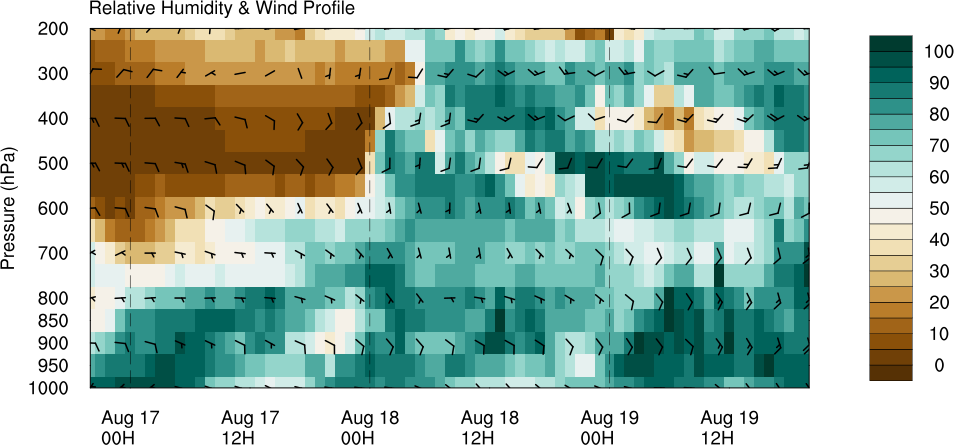 Relative Humidity & Wind Profile
Pressure (hPa)
200
300
400
500
600
700
800
850
900
950
1000
Aug 17
00H
Aug 17
12H
Aug 18
00H
Aug 18
12H
Aug 19
00H
Aug 19
12H
100
90
80
70
60
50
40
30
20
10
0